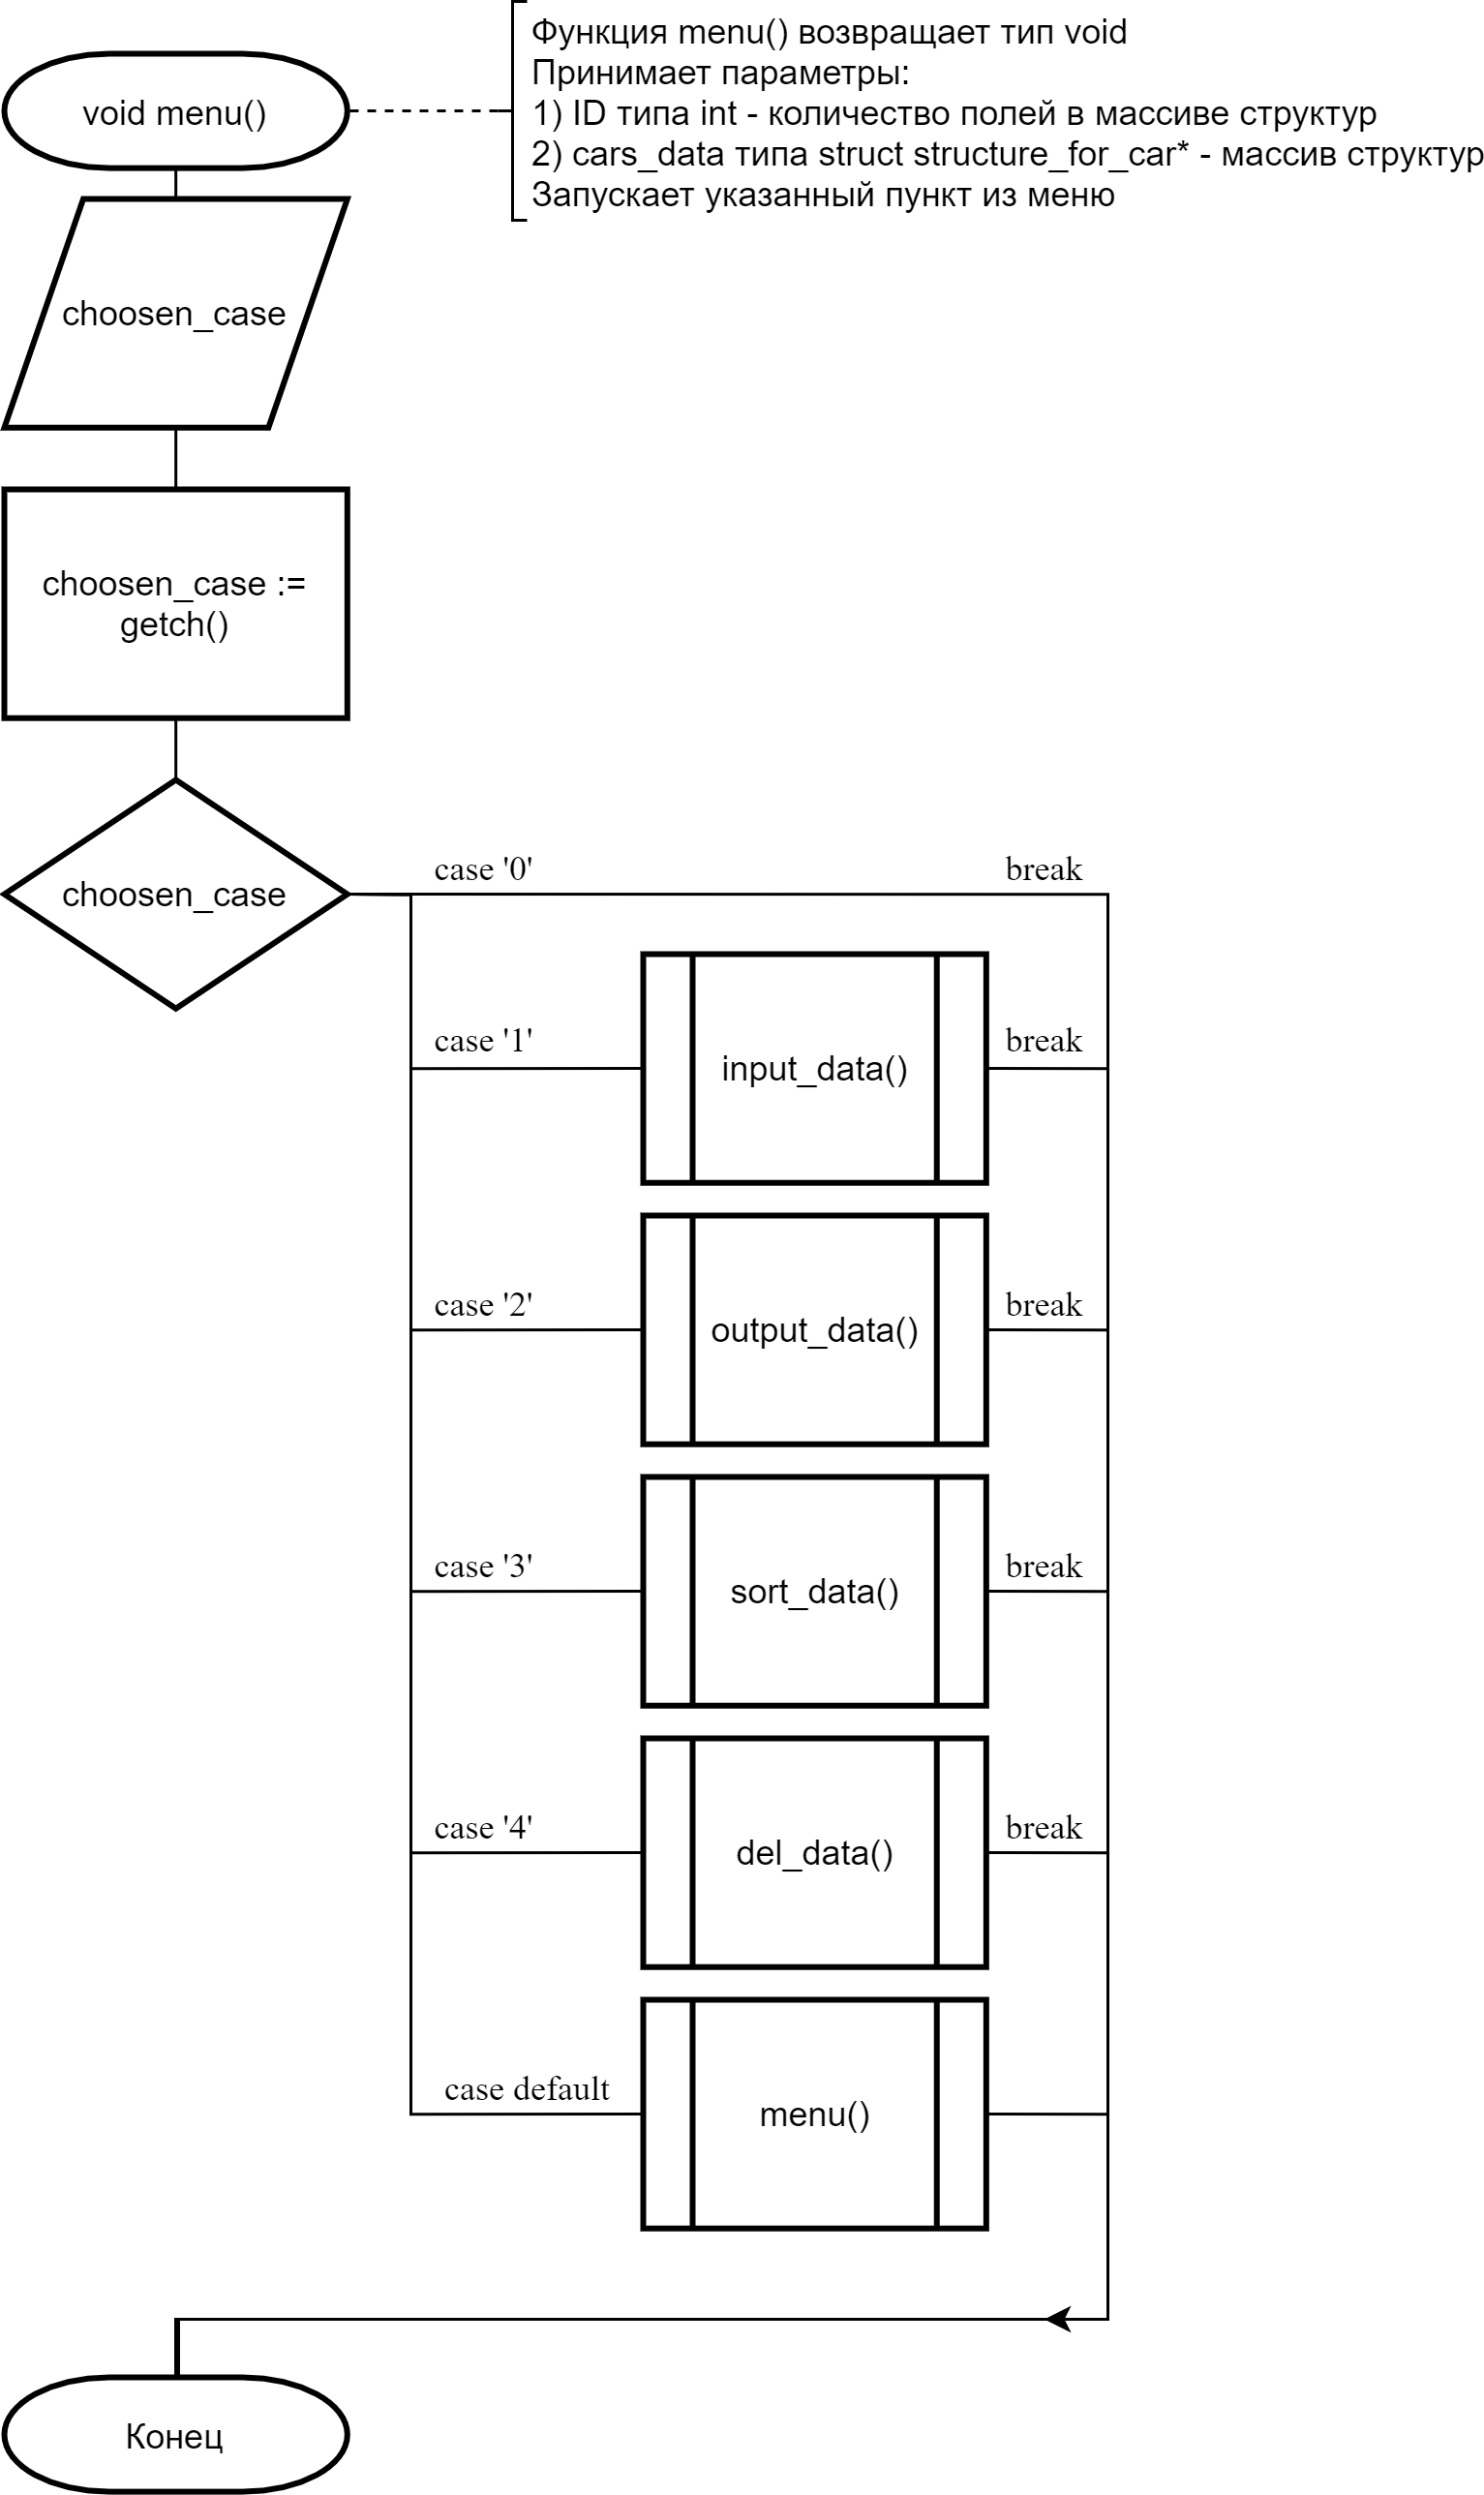 Функция menu() возвращает тип void
Принимает параметры:
1) ID типа int - количество полей в массиве структур
2) cars_data типа struct structure_for_car* - массив структур
Запускает указанный пункт из меню
void menu()
choosen_case
choosen_case :=
getch()
choosen_case
case '0'
break
case '1'
input_data()
break
case '2'
output_data()
break
case '3'
sort_data()
break
case '4'
del_data()
break
case default
menu()
Конец